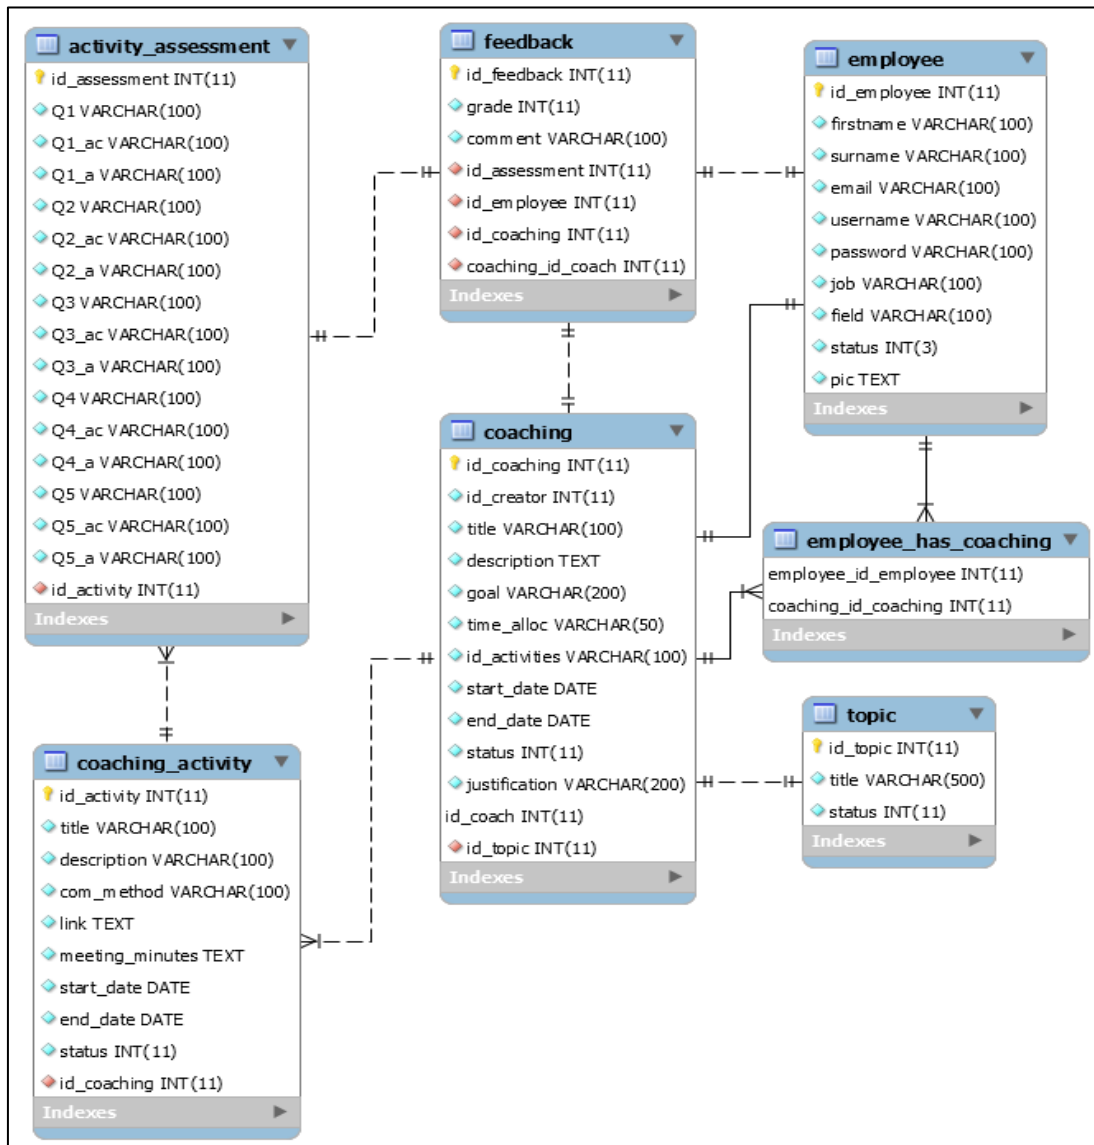 activity_assessment
id_assessment INT(11)
Q1 VARCHAR(100)
Q1_ac VARCHAR(100)
Q1_a VARCHAR(100)
Q2 VARCHAR(100)
Q2_ac VARCHAR(100)
Q2_a VARCHAR(100)
Q3 VARCHAR(100)
Q3_ac VARCHAR(100)
Q3_a VARCHAR(100)
Q4 VARCHAR(100)
Q4_ac VARCHAR(100)
Q4_a VARCHAR(100)
Q5 VARCHAR(100)
Q5_ac VARCHAR(100)
Q5_a VARCHAR(100)
id_activity INT(11)
Indexes
feedback
id_feedback INT(11)
grade INT(11)
comment VARCHAR(100)
id_assessment INT(11)
id_employee INT(11)
id_coaching INT(11)
coaching_id_coach INT(11)
Indexes
employee
id_employee INT(11)
firstname VARCHAR(100)
surname VARCHAR(100)
email VARCHAR(100)
username VARCHAR(100)
password VARCHAR(100)
job VARCHAR(100)
field VARCHAR(100)
status INT(3)
pic TEXT
Indexes
coaching
id_coaching INT(11)
id_creator INT(11)
title VARCHAR(100)
description TEXT
goal VARCHAR(200)
time_alloc VARCHAR(50)
id_activities VARCHAR(100)
start_date DATE
end_date DATE
status INT(11)
justification VARCHAR(200)
id_coach INT(11)
id_topic INT(11)
Indexes
employee_has_coaching
employee_id_employee INT(11)
coaching_id_coaching INT(11)
Indexes
topic
id_topic INT(11)
title VARCHAR(500)
status INT(11)
Indexes
coaching_activity
id_activity INT(11)
title VARCHAR(100)
description VARCHAR(100)
com_method VARCHAR(100)
link TEXT
meeting_minutes TEXT
start_date DATE
end_date DATE
status INT(11)
id_coaching INT(11)
Indexes